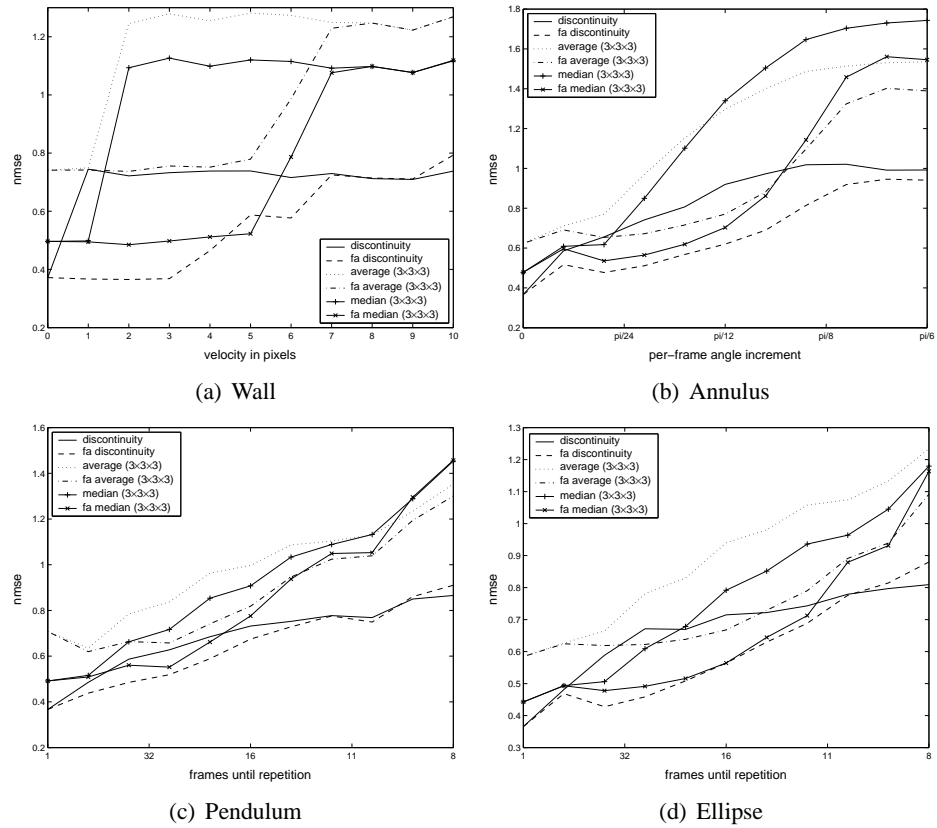 1.2
1
0.8
0.6
0.4
0.2
nmse
discontinuity
fa discontinuity
average (3×3×3)
fa average (3×3×3)
median (3×3×3)
fa median (3×3×3)
0 1 2 3 4 5 6 7 8 9 10
velocity in pixels
(a) Wall
1.8
1.6
1.4
1.2
1
0.8
0.6
0.4
0.2
nmse
discontinuity
fa discontinuity
average (3×3×3)
fa average (3×3×3)
median (3×3×3)
fa median (3×3×3)
0 pi/24 pi/12 pi/8 pi/6
per−frame angle increment
(b) Annulus
1.6
1.4
1.2
1
0.8
0.6
0.4
0.2
nmse
discontinuity
fa discontinuity
average (3×3×3)
fa average (3×3×3)
median (3×3×3)
fa median (3×3×3)
1 32 16 11 8
frames until repetition
(c) Pendulum
1.3
1.2
1.1
1
0.9
0.8
0.7
0.6
0.5
0.4
0.3
nmse
discontinuity
fa discontinuity
average (3×3×3)
fa average (3×3×3)
median (3×3×3)
fa median (3×3×3)
1 32 16 11 8
frames until repetition
(d) Ellipse